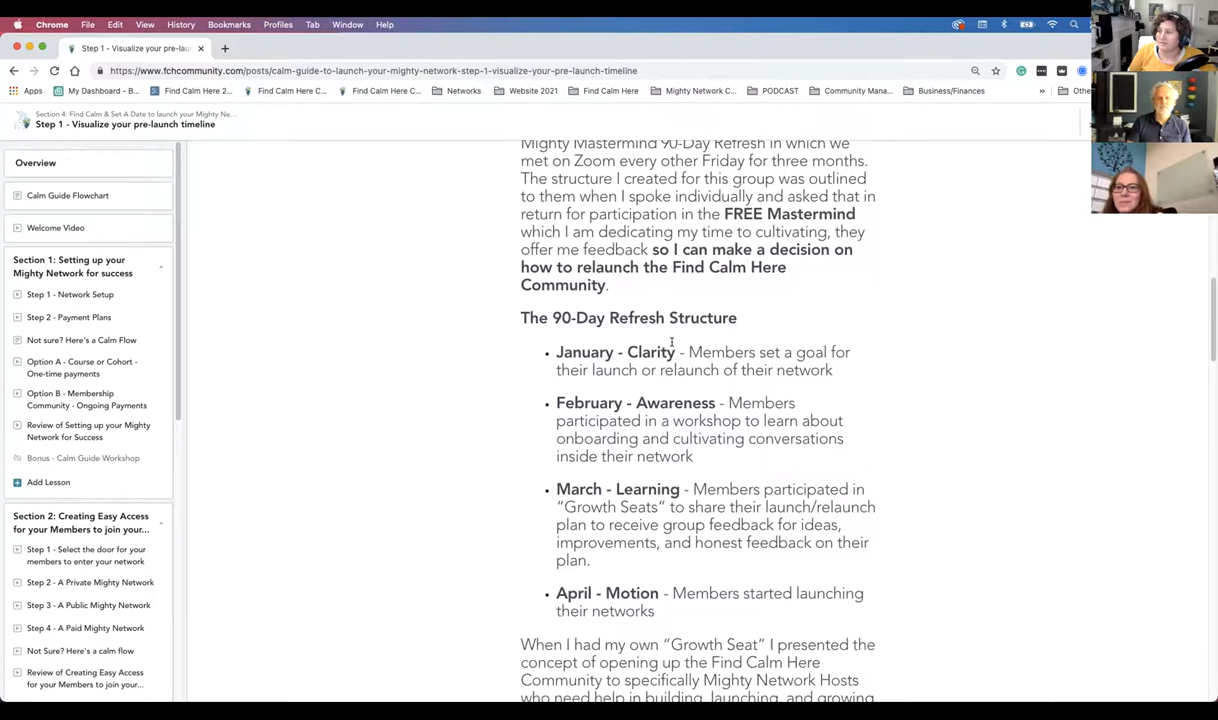 Chrome File Edit View History Bookmarks Profiles Tab Window Help
Step 1 - Visualize your pre-laun
https://www.fchcommunity.com/posts/calm-guide-to-launch-your-mighty-network-step-1-visualize-your-pre-launch-timeline
Apps My Dashboard - B... Find Calm Here 2... Find Calm Here C... Find Calm Here C... Networks Website 2021 Find Calm Here Mighty Network C... PODCAST Community Mana... Business/Finances » Othe
Section 4: Find Calm & Set A Date to launch your Mighty Ne...
Step 1 - Visualize your pre-launch timeline
Overview
Calm Guide Flowchart
Welcome Video
Section 1: Setting up your
Mighty Network for success
Step 1 - Network Setup
Step 2 - Payment Plans
Not sure? Here's a Calm Flow
Option A - Course or Cohort -
One-time payments
Option B - Membership
Community - Ongoing Payments
Review of Setting up your Mighty
Network for Success
Bonus - Calm Guide Workshop
Add Lesson
Section 2: Creating Easy Access
for your Members to join your...
Step 1 - Select the door for your
members to enter your network
Step 2 - A Private Mighty Network
Step 3 - A Public Mighty Network
Step 4 - A Paid Mighty Network
Not Sure? Here's a calm flow
Review of Creating Easy Access
for your Members to join your...
Mighty Mastermind 90-Day Refresh in which we
met on Zoom every other Friday for three months.
The structure I created for this group was outlined
to them when I spoke individually and asked that in
return for participation in the FREE Mastermind
which I am dedicating my time to cultivating, they
offer me feedback so I can make a decision on
how to relaunch the Find Calm Here
Community.
The 90-Day Refresh Structure
• January - Clarity - Members set a goal for
their launch or relaunch of their network
• February - Awareness - Members
participated in a workshop to learn about
onboarding and cultivating conversations
inside their network
• March - Learning - Members participated in
“Growth Seats” to share their launch/relaunch
plan to receive group feedback for ideas,
improvements, and honest feedback on their
plan.
• April - Motion - Members started launching
their networks
When I had my own “Growth Seat” I presented the
concept of opening up the Find Calm Here
Community to specifically Mighty Network Hosts
who need help in building, launching, and growing